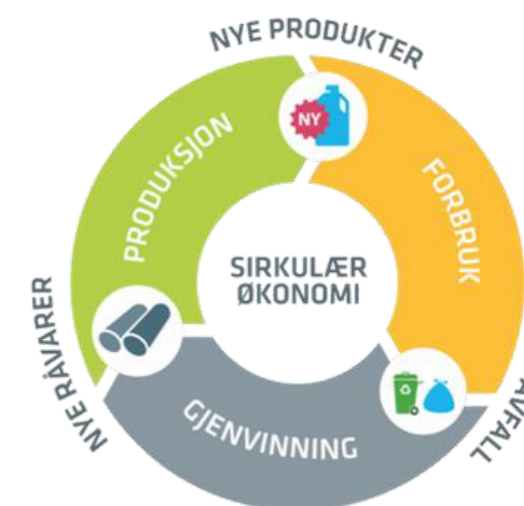 NYE PRODUKTER
NY
PRODUKSJON
FORBRUK
SIRKULÆR
ØKONOMI
NYE RÅVARER
GJENVINNING
AVFALL